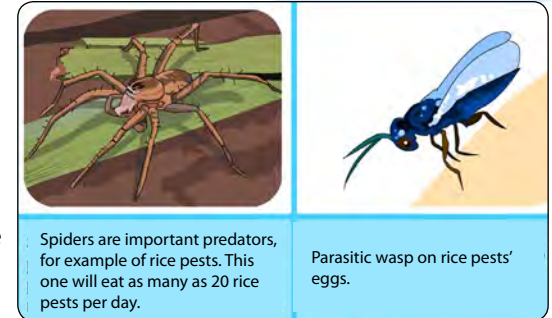 Spiders are important predators,
for example of rice pests. This
one will eat as many as 20 rice
pests per day.
Parasitic wasp on rice pests’
eggs.